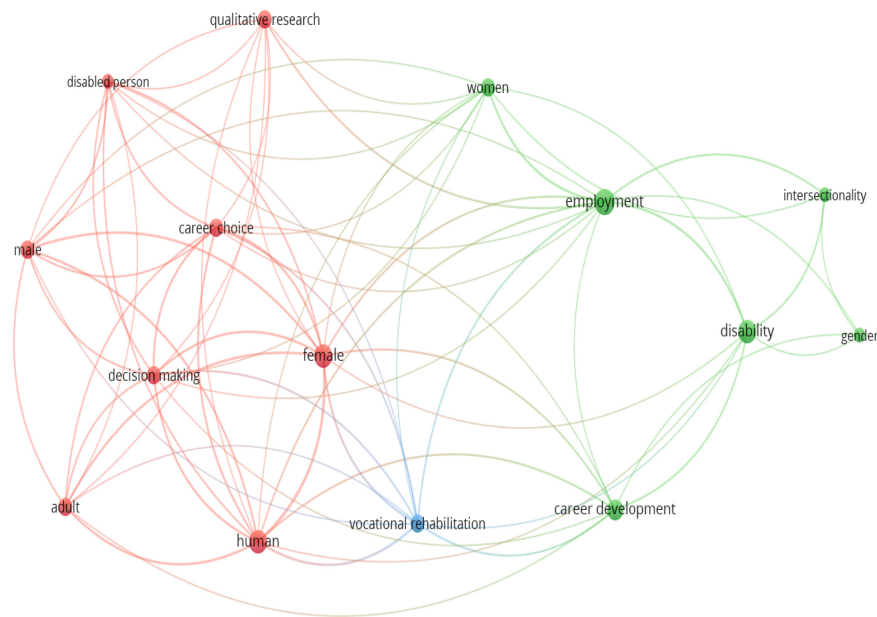 qualitative research
disabled person
women
intersectionality
employment
career choice
male
disability
gender
female
decision making
adult
career development
vocational rehabilitation
human